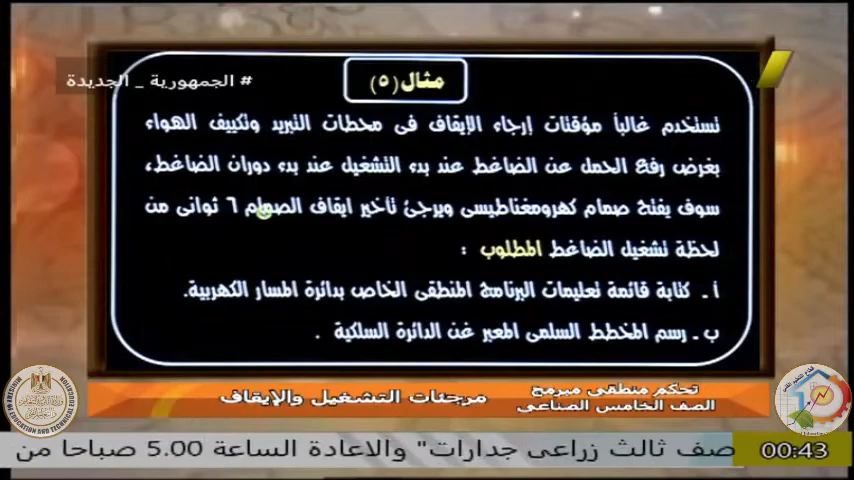 # الجمهورية _ الجديدة
مثال (٥)
تستخدم غالباً مؤقتات إرجاء الإيقاف فى محطات التبريد وتكييف الهواء
بغرض رفع الحمل عن الضاغط عند بدء التشغيل عند بدء دوران الضاغط،
سوف يفتح صمام كهرومغناطيسى ويرجئ تأخير ايقاف الصمام ٦ ثوانى من
لحظة تشغيل الضاغط المطلوب :
أ ـ كتابة قائمة تعليمات البرنامج المنطقى الخاص بدائرة المسار الكهربية.
ب ـ رسم المخطط السلمى المعبر عن الدائرة السلكية .
تحكم منطقى مبرمج
الصف الخامس الصناعى
مرجئات التشغيل والإيقاف
صف ثالث زراعى جدارات" والاعادة الساعة 5.00 صباحا من
00:43